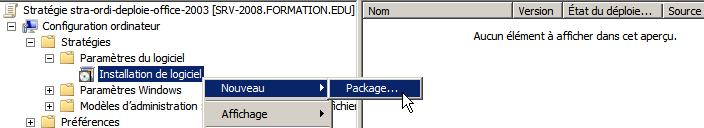 Stratégie stra-ordi-deploie-office-2003 [SRV-2008.FORMATION.EDU]
Configuration ordinateur
Stratégies
Paramètres du logiciel
Installation de logiciel
Paramètres Windows
Modèles d'administration
Préférences
Nouveau
Affichage
Package...
Nom Version État du déploie... Source
Aucun élément à afficher dans cet aperçu.